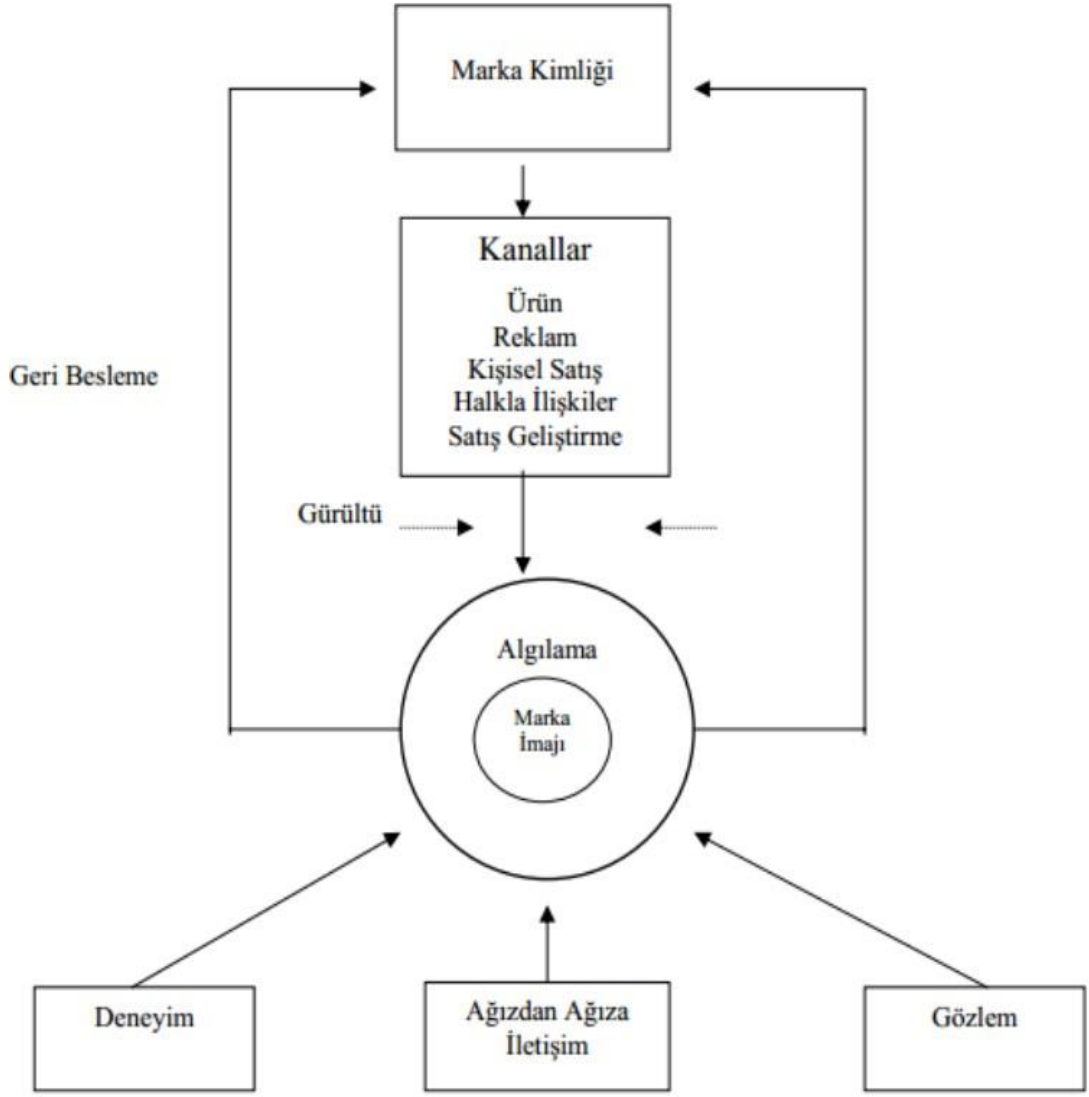 Marka Kimliği
Kanallar
Ürün
Reklam
Kişisel Satış
Halkla İlişkiler
Satış Geliştirme
Geri Besleme
Gürültü
Algılama
Marka
İmajı
Deneyim
Ağızdan Ağıza
İletişim
Gözlem